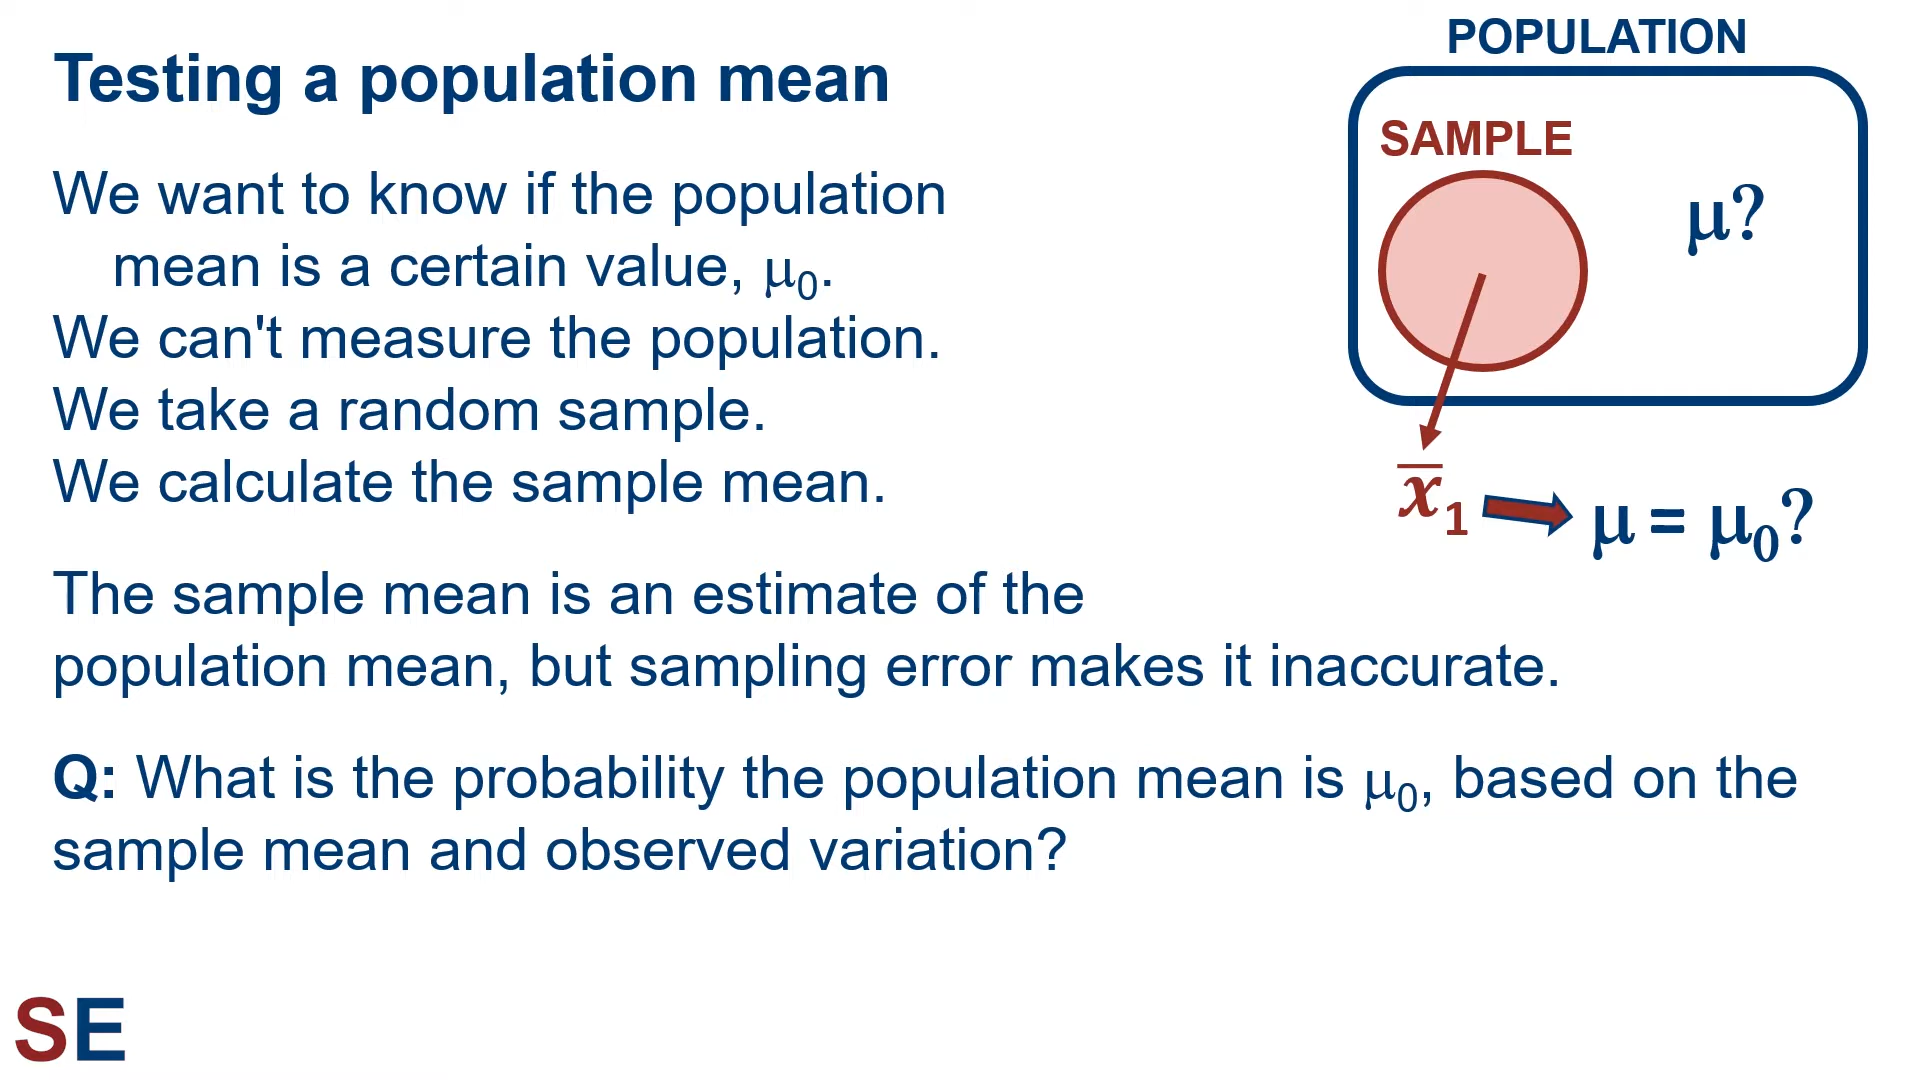 Testing a population mean
We want to know if the population
mean is a certain value, μ₀.
We can't measure the population.
We take a random sample.
We calculate the sample mean.
The sample mean is an estimate of the
population mean, but sampling error makes it inaccurate.
Q: What is the probability the population mean is μ₀, based on the
sample mean and observed variation?
POPULATION
SAMPLE
μ?
x̄₁
μ = μ₀?
SE